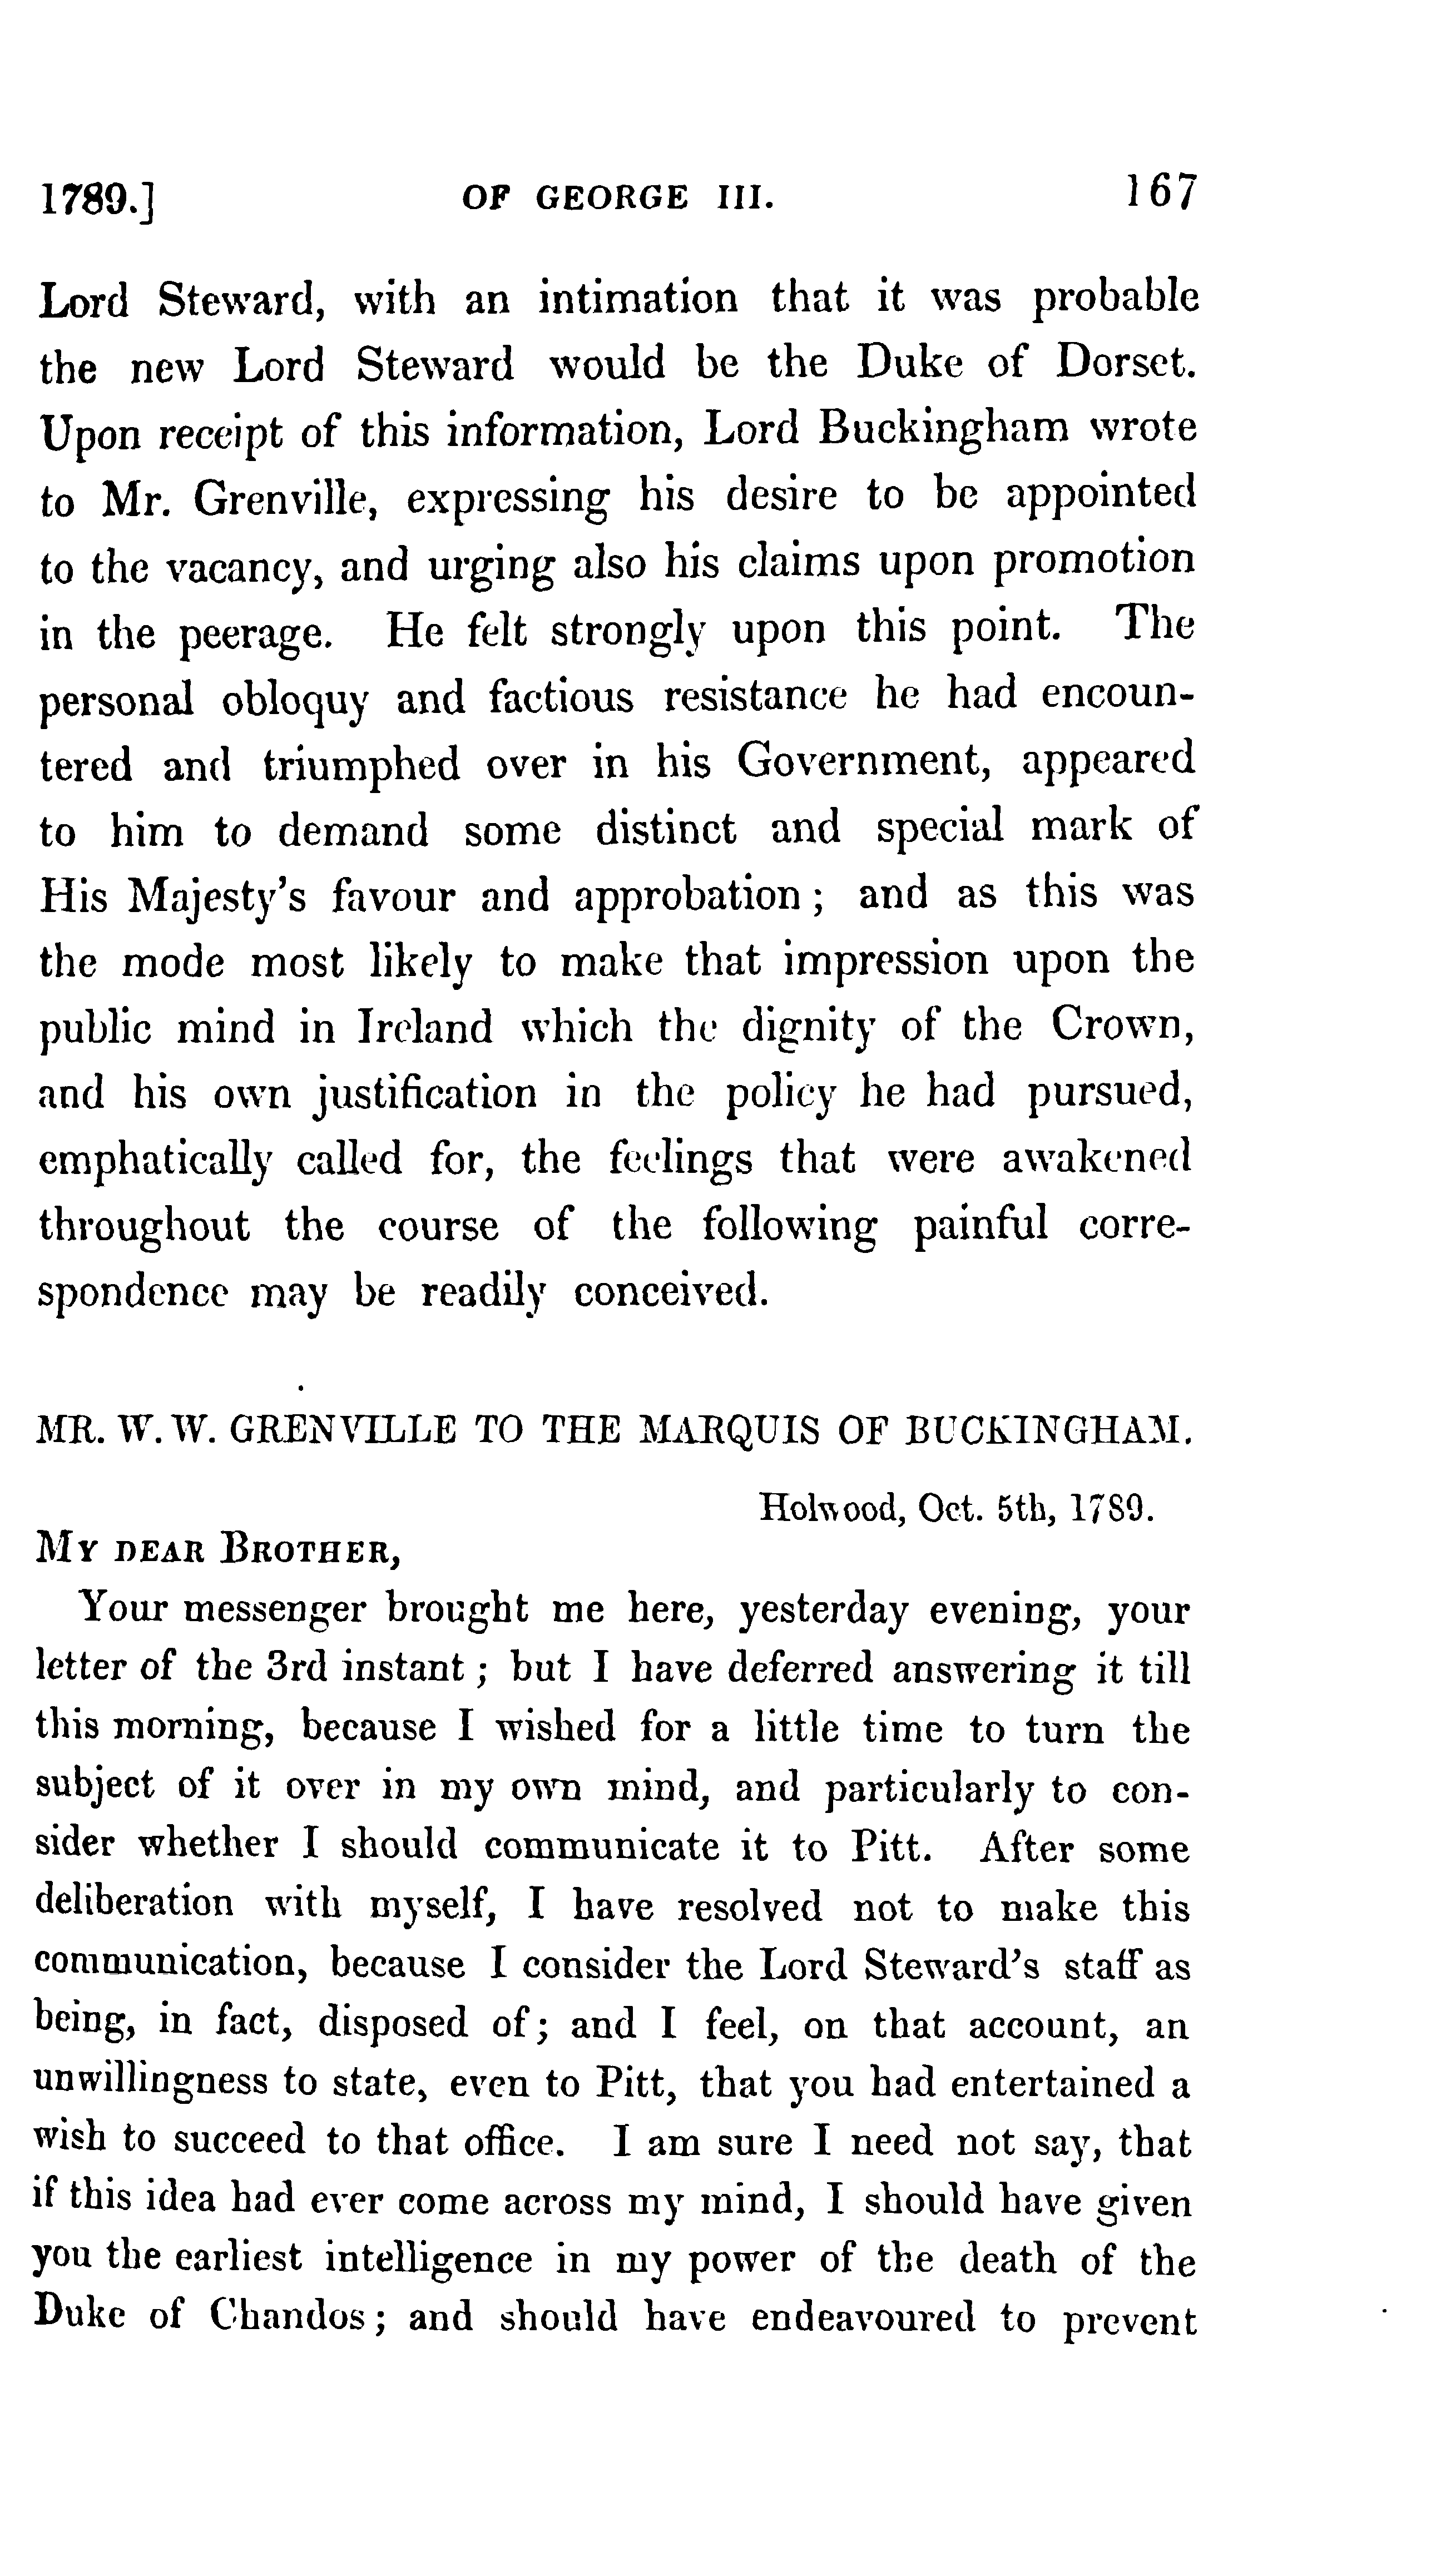 1789.] OF GEORGE III. 167
Lord Steward, with an intimation that it was probable
the new Lord Steward would be the Duke of Dorset.
Upon receipt of this information, Lord Buckingham wrote
to Mr. Grenville, expressing his desire to be appointed
to the vacancy, and urging also his claims upon promotion
in the peerage. He felt strongly upon this point. The
personal obloquy and factious resistance he had encoun-
tered and triumphed over in his Government, appeared
to him to demand some distinct and special mark of
His Majesty's favour and approbation; and as this was
the mode most likely to make that impression upon the
public mind in Ireland which the dignity of the Crown,
and his own justification in the policy he had pursued,
emphatically called for, the feelings that were awakened
throughout the course of the following painful corre-
spondence may be readily conceived.
MR. W. W. GRENVILLE TO THE MARQUIS OF BUCKINGHAM.
Holwood, Oct. 5th, 1789.
MY DEAR BROTHER,
Your messenger brought me here, yesterday evening, your
letter of the 3rd instant; but I have deferred answering it till
this morning, because I wished for a little time to turn the
subject of it over in my own mind, and particularly to con-
sider whether I should communicate it to Pitt. After some
deliberation with myself, I have resolved not to make this
communication, because I consider the Lord Steward's staff as
being, in fact, disposed of; and I feel, on that account, an
unwillingness to state, even to Pitt, that you had entertained a
wish to succeed to that office. I am sure I need not say, that
if this idea had ever come across my mind, I should have given
you the earliest intelligence in my power of the death of the
Duke of Chandos; and should have endeavoured to prevent